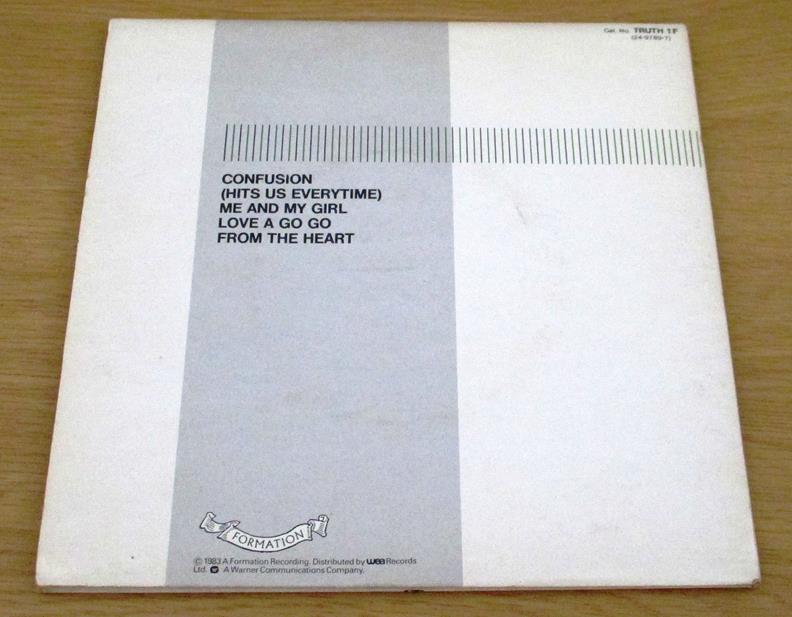 Cat. No. TRUTH 1F
(24-9789-7)
CONFUSION
(HITS US EVERYTIME)
ME AND MY GIRL
LOVE A GO GO
FROM THE HEART
FORMATION
© 1983 A Formation Recording. Distributed by wea Records
Ltd. A Warner Communications Company.